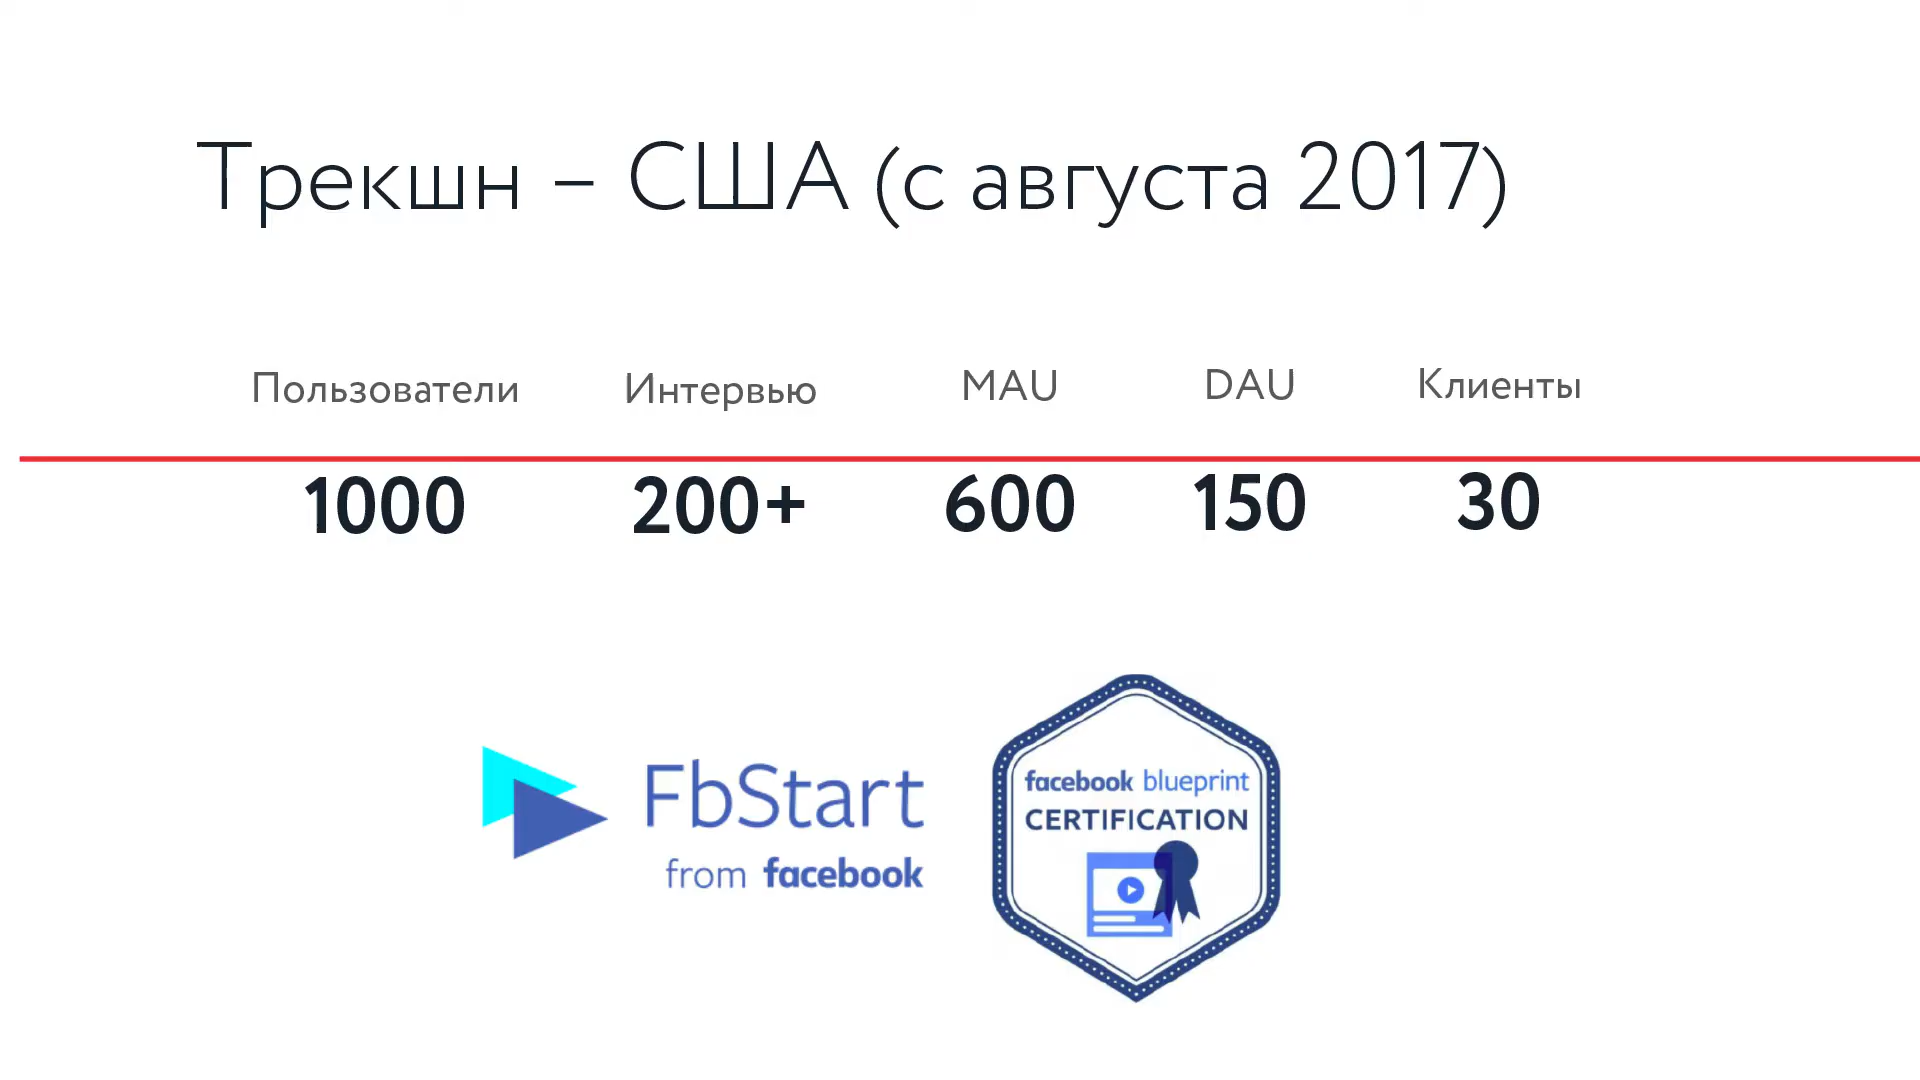 Трекшн – США (с августа 2017)
Пользователи Интервью MAU DAU Клиенты
1000 200+ 600 150 30
FbStart
from facebook
facebook blueprint
CERTIFICATION